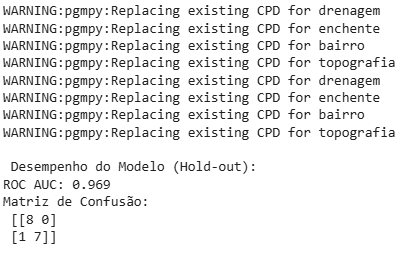 WARNING:pgmpy:Replacing existing CPD for drenagem
WARNING:pgmpy:Replacing existing CPD for enchente
WARNING:pgmpy:Replacing existing CPD for bairro
WARNING:pgmpy:Replacing existing CPD for topografia
WARNING:pgmpy:Replacing existing CPD for drenagem
WARNING:pgmpy:Replacing existing CPD for enchente
WARNING:pgmpy:Replacing existing CPD for bairro
WARNING:pgmpy:Replacing existing CPD for topografia
Desempenho do Modelo (Hold-out):
ROC AUC: 0.969
Matriz de Confusão:
[[8 0]
[1 7]]